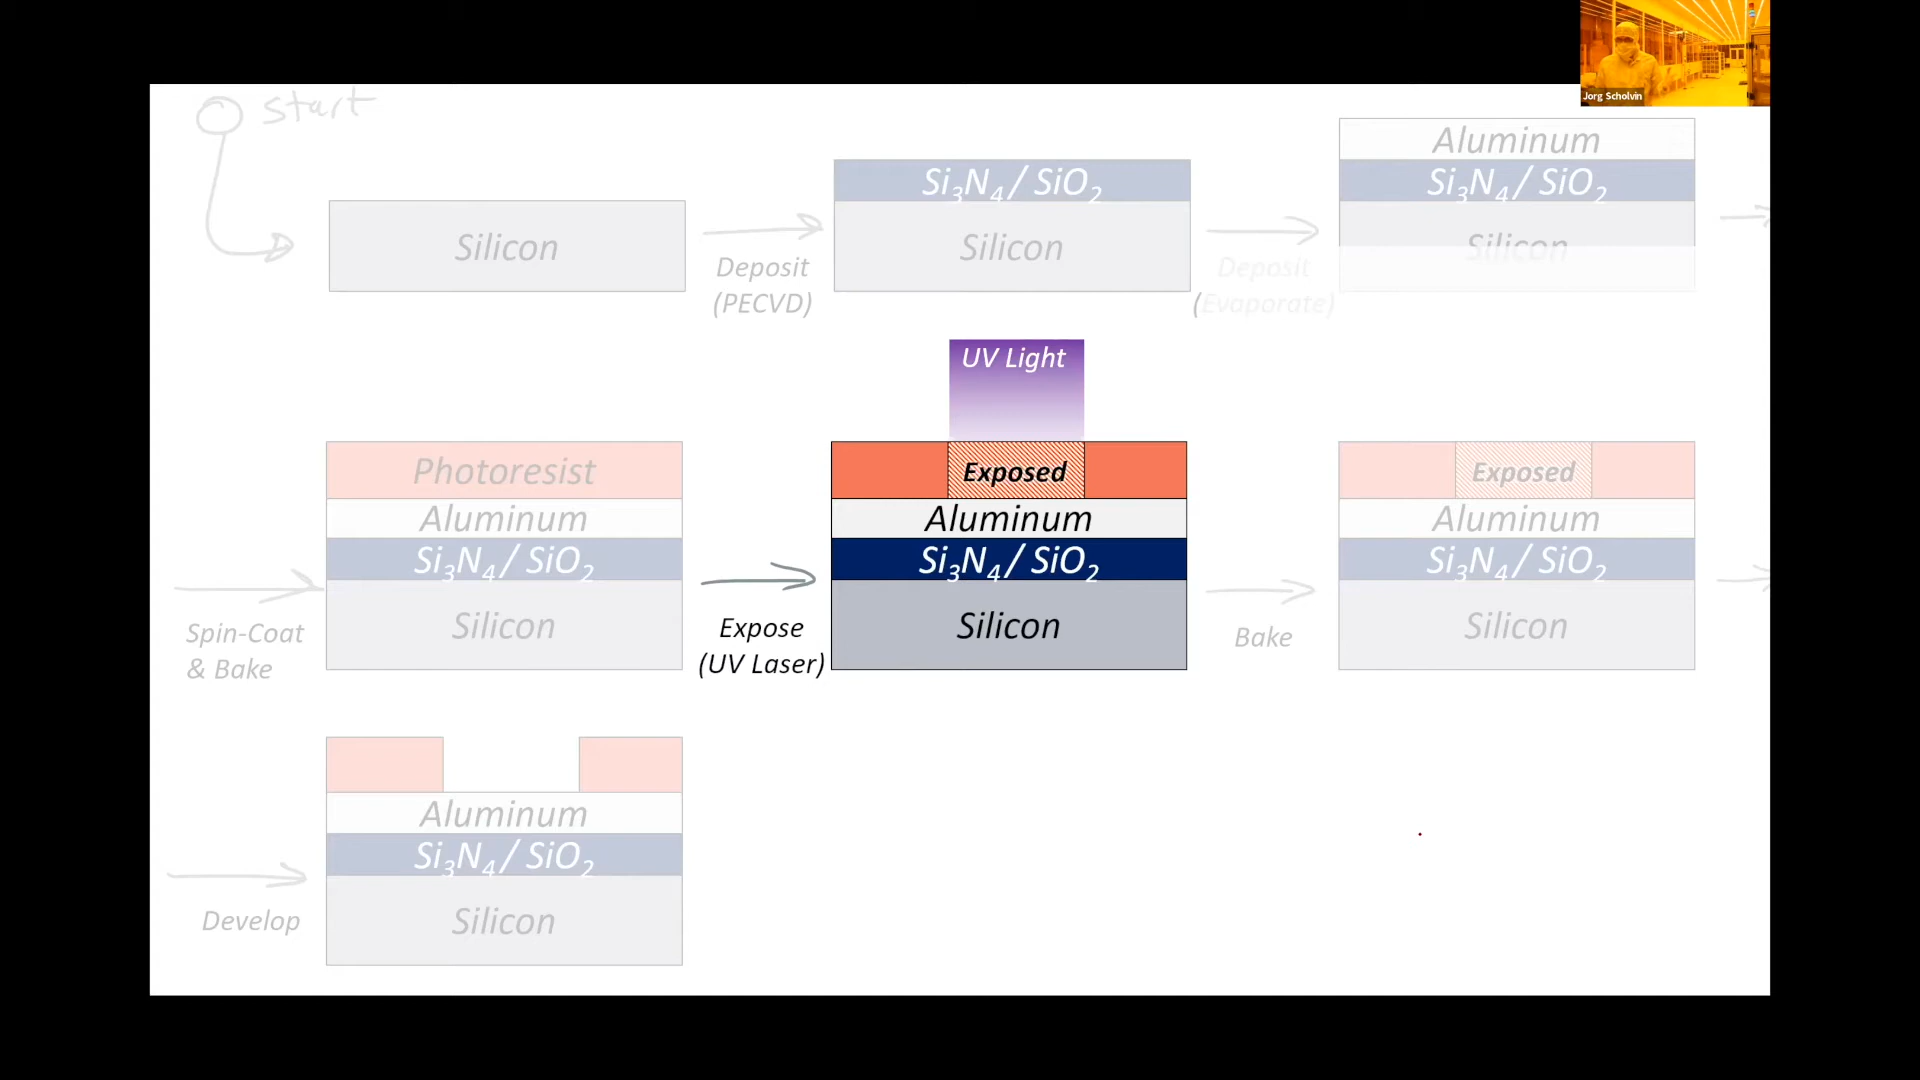 Jorg Scholvin
start
Silicon
Deposit
(PECVD)
Si3N4 / SiO2
Silicon
Deposit
(Evaporate)
Aluminum
Si3N4 / SiO2
Silicon
Spin-Coat
& Bake
Photoresist
Aluminum
Si3N4 / SiO2
Silicon
Expose
(UV Laser)
UV Light
Exposed
Aluminum
Si3N4 / SiO2
Silicon
Bake
Exposed
Aluminum
Si3N4 / SiO2
Silicon
Develop
Aluminum
Si3N4 / SiO2
Silicon